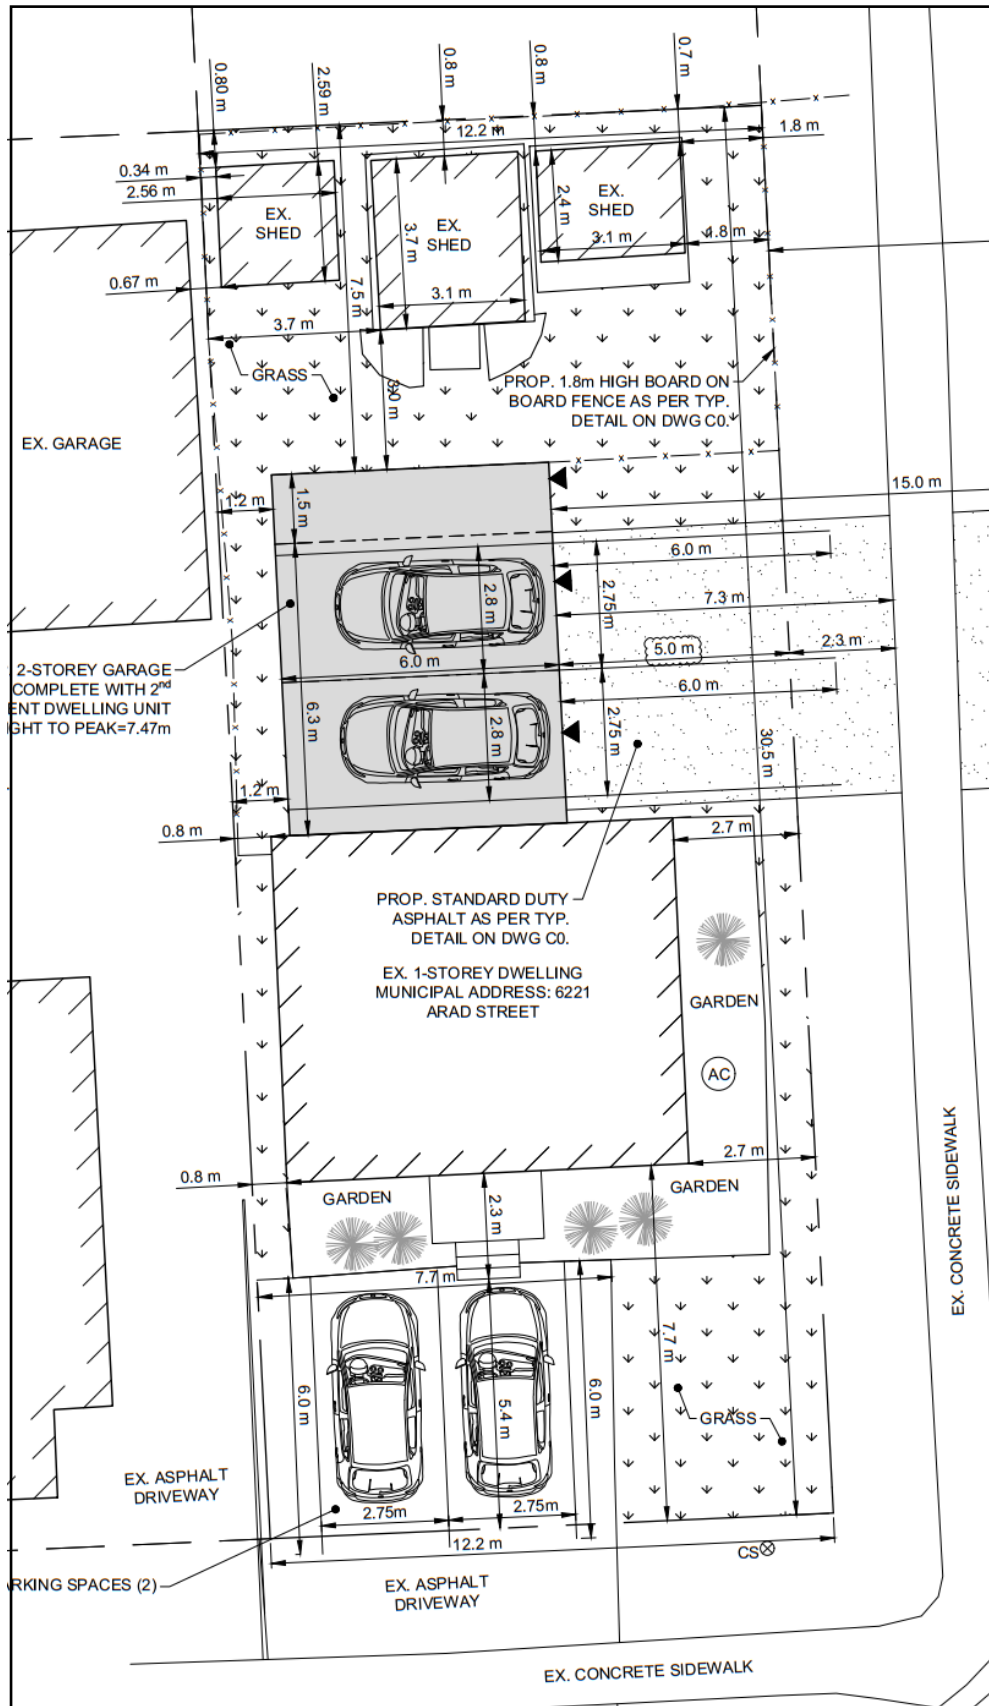 0.80 m
2.59 m
0.8 m
0.8 m
0.7 m
12.2 m
1.8 m
0.34 m
2.56 m
EX.
SHED
EX.
SHED
EX.
SHED
2.4 m
3.7 m
3.1 m
1.8 m
0.67 m
7.5 m
3.1 m
3.7 m
GRASS
3.0 m
PROP. 1.8m HIGH BOARD ON
BOARD FENCE AS PER TYP.
DETAIL ON DWG C0.
EX. GARAGE
1.2 m
1.5 m
15.0 m
6.0 m
2.8 m
2.75m
7.3 m
5.0 m
2.3 m
6.0 m
6.0 m
2-STOREY GARAGE
COMPLETE WITH 2nd
ENT DWELLING UNIT
GHT TO PEAK=7.47m
6.3 m
2.8 m
2.75 m
30.5 m
1.2 m
0.8 m
2.7 m
PROP. STANDARD DUTY
ASPHALT AS PER TYP.
DETAIL ON DWG C0.
EX. 1-STOREY DWELLING
MUNICIPAL ADDRESS: 6221
ARAD STREET
GARDEN
AC
2.7 m
0.8 m
GARDEN
2.3 m
GARDEN
EX. CONCRETE SIDEWALK
7.7 m
7.7 m
6.0 m
5.4 m
6.0 m
GRASS
EX. ASPHALT
DRIVEWAY
2.75m
2.75m
12.2 m
CS
RKING SPACES (2)
EX. ASPHALT
DRIVEWAY
EX. CONCRETE SIDEWALK